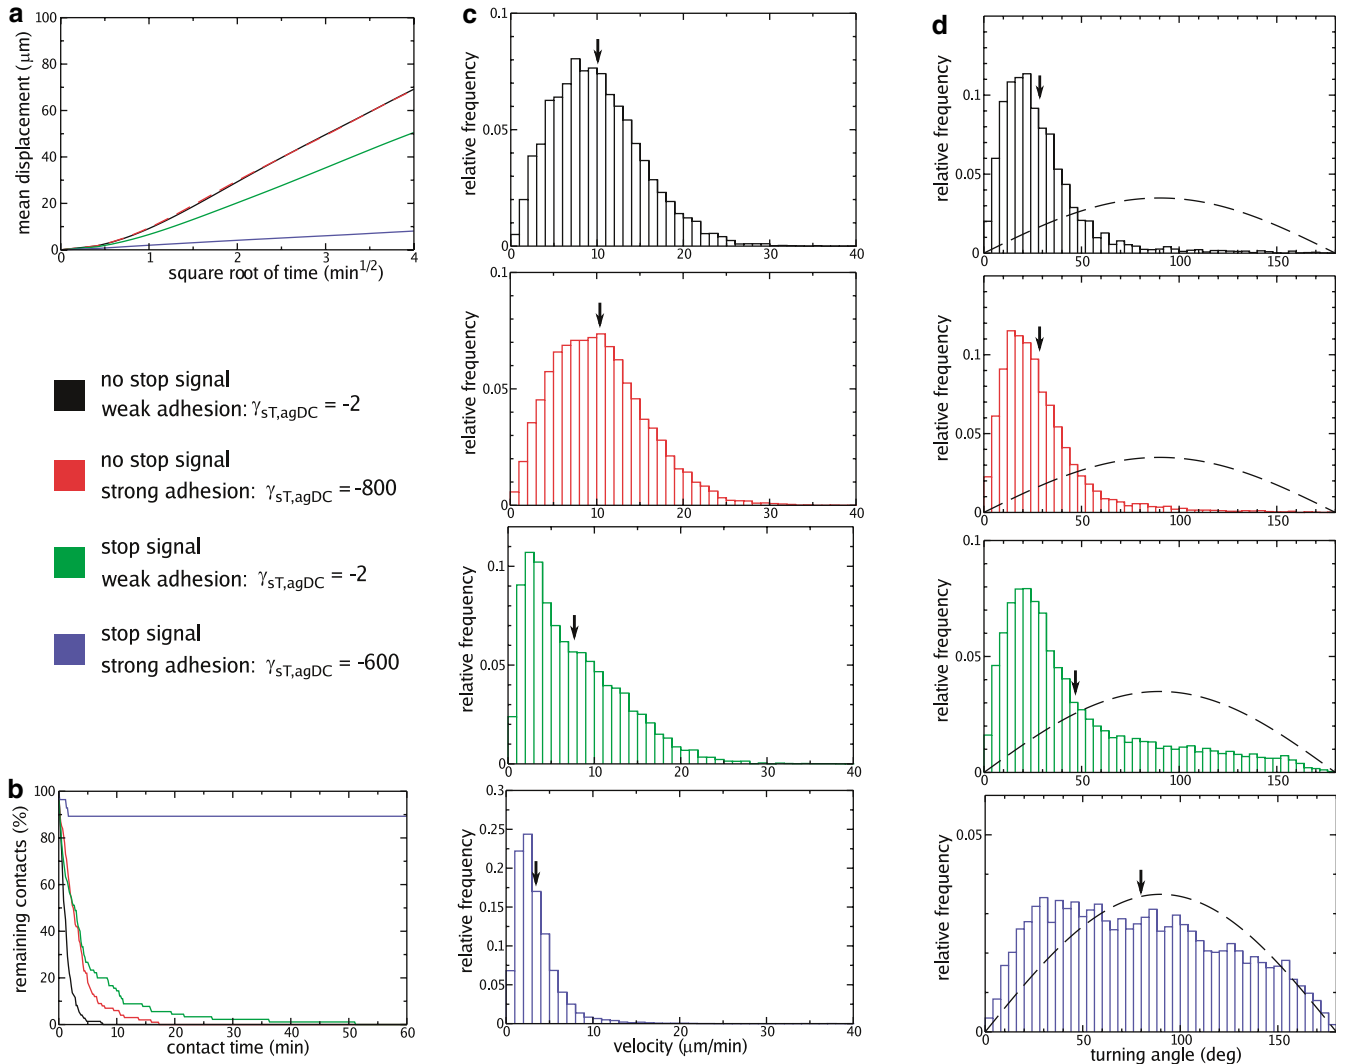 a
100
80
60
40
20
0
mean displacement (μm)
0 1 2 3 4
square root of time (min1/2)
no stop signal
weak adhesion: γsT,agDC = -2
no stop signal
strong adhesion: γsT,agDC =-800
stop signal
weak adhesion: γsT,agDC = -2
stop signal
strong adhesion: γsT,agDC = -600
b
100
80
60
40
20
0
remaining contacts (%)
0 10 20 30 40 50 60
contact time (min)
c
0.1
0.05
0
relative frequency
0 10 20 30 40
0.1
0.05
0
relative frequency
0 10 20 30 40
0.1
0.05
0
relative frequency
0 10 20 30 40
0.3
0.25
0.2
0.15
0.1
0.05
0
relative frequency
0 10 20 30 40
velocity (μm/min)
d
0.1
0.05
0
relative frequency
0 50 100 150
0.1
0.05
0
relative frequency
0 50 100 150
0.1
0.05
0
relative frequency
0 50 100 150
0.05
0
relative frequency
0 50 100 150
turning angle (deg)